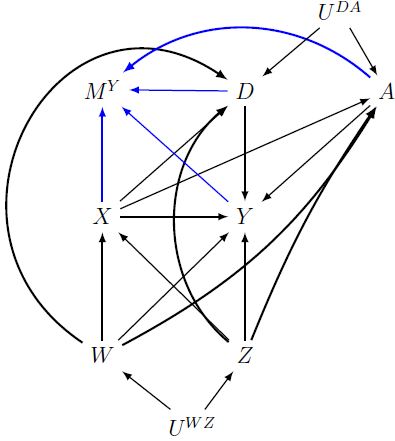 U^{DA}
M^Y D A
X Y
W Z
U^{WZ}